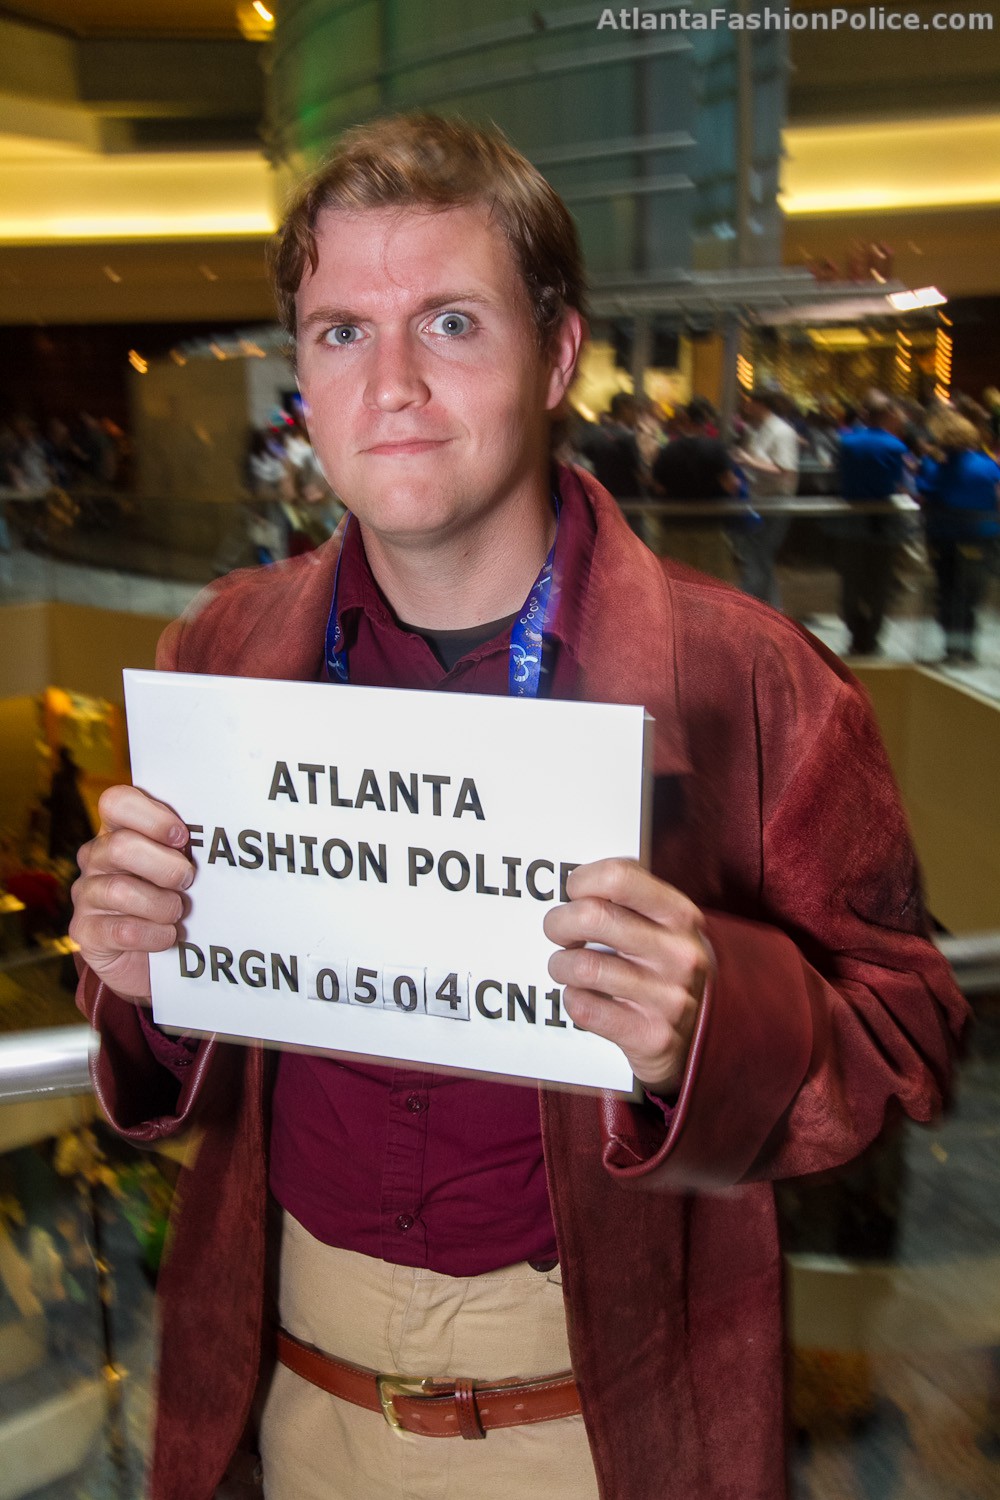 AtlantaFashionPolice.com
ATLANTA
FASHION POLICE
DRGN 0504 CN1